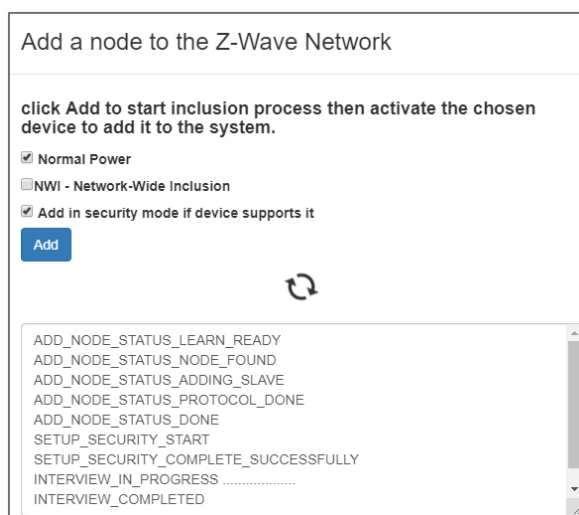 Add a node to the Z-Wave Network
click Add to start inclusion process then activate the chosen
device to add it to the system.
Normal Power
NWI - Network-Wide Inclusion
Add in security mode if device supports it
Add
ADD_NODE_STATUS_LEARN_READY
ADD_NODE_STATUS_NODE_FOUND
ADD_NODE_STATUS_ADDING_SLAVE
ADD_NODE_STATUS_PROTOCOL_DONE
ADD_NODE_STATUS_DONE
SETUP_SECURITY_START
SETUP_SECURITY_COMPLETE_SUCCESSFULLY
INTERVIEW_IN_PROGRESS ...................
INTERVIEW_COMPLETED